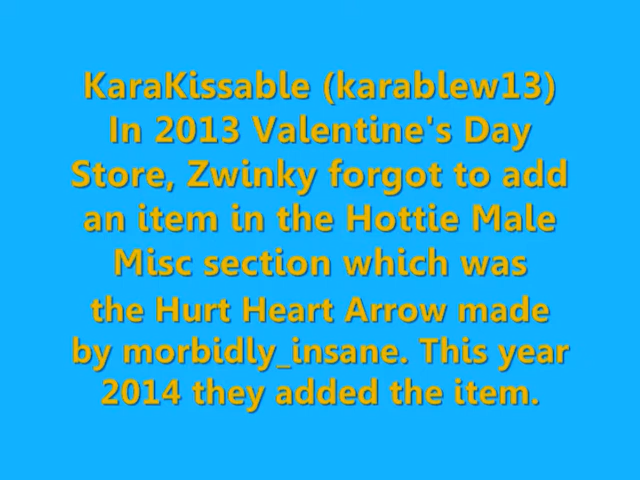 KaraKissable (karablew13)
In 2013 Valentine's Day
Store, Zwinky forgot to add
an item in the Hottie Male
Misc section which was
the Hurt Heart Arrow made
by morbidly_insane. This year
2014 they added the item.